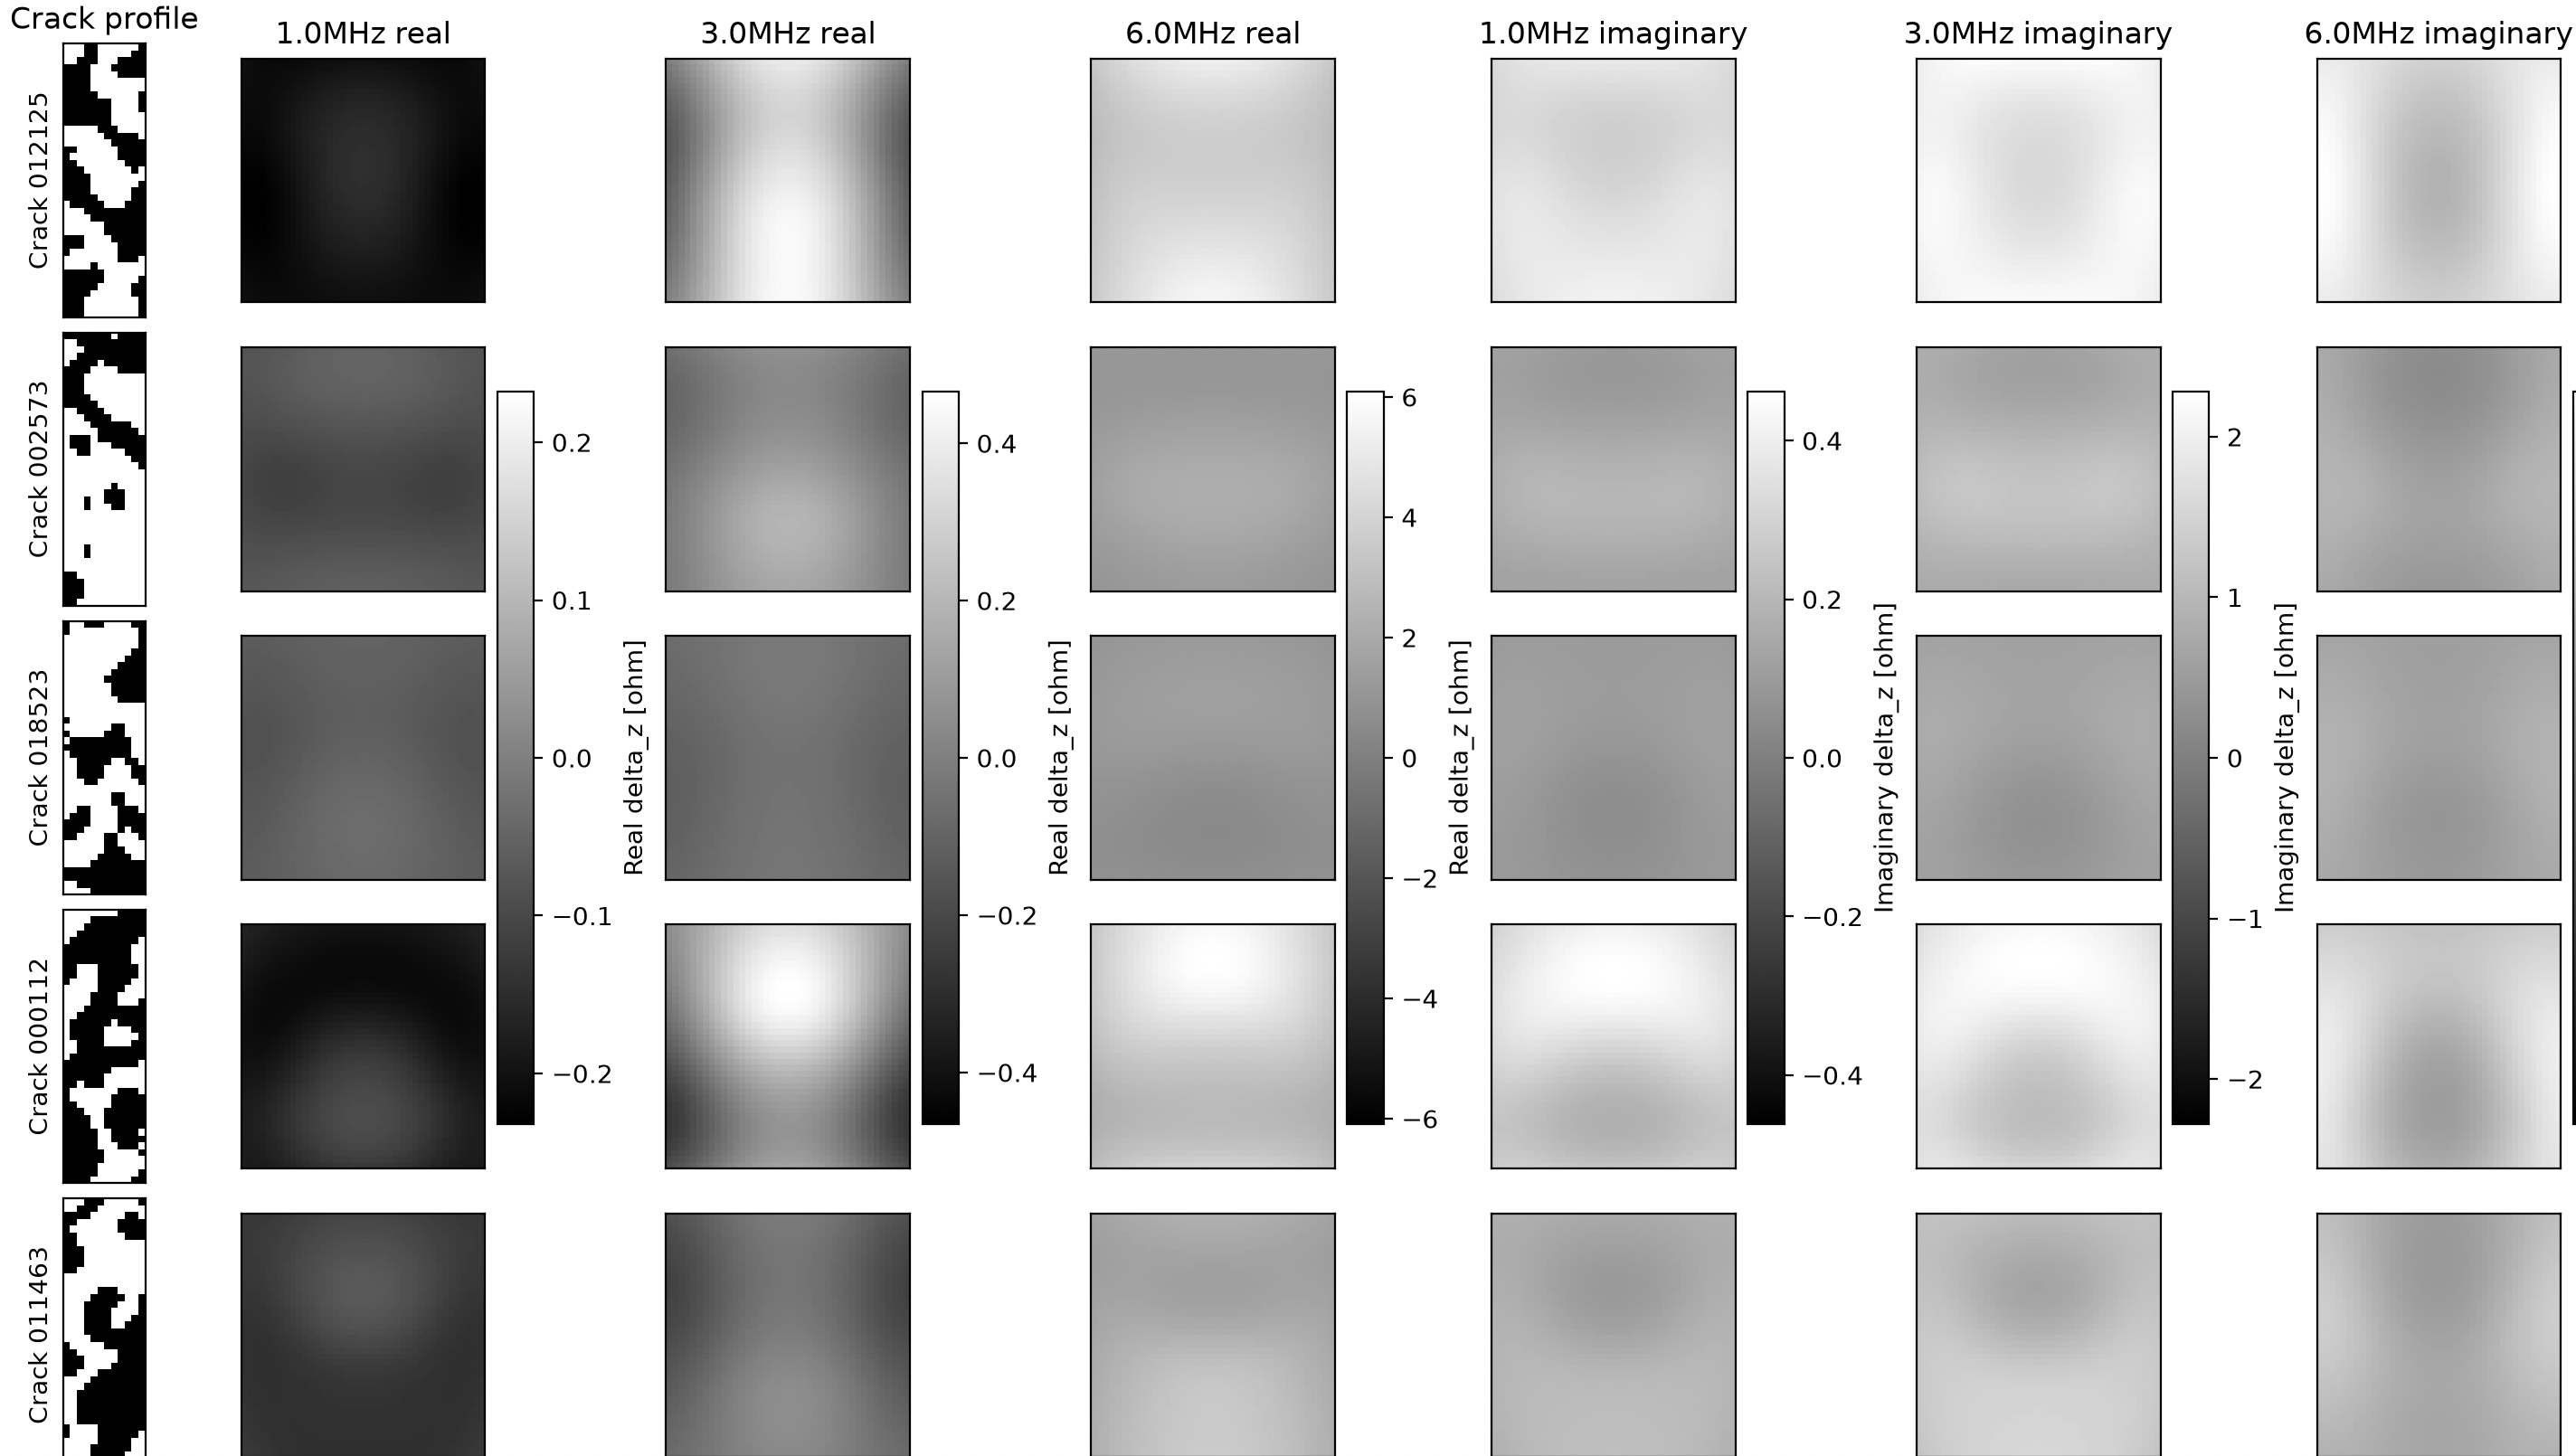 Crack profile
1.0MHz real
3.0MHz real
6.0MHz real
1.0MHz imaginary
3.0MHz imaginary
6.0MHz imaginary
Crack 012125
Crack 002573
Crack 018523
Crack 000112
Crack 011463
0.2
0.1
0.0
−0.1
−0.2
Real delta_z [ohm]
0.4
0.2
0.0
−0.2
−0.4
Real delta_z [ohm]
6
4
2
0
−2
−4
−6
Real delta_z [ohm]
0.4
0.2
0.0
−0.2
−0.4
Imaginary delta_z [ohm]
2
1
0
−1
−2
Imaginary delta_z [ohm]